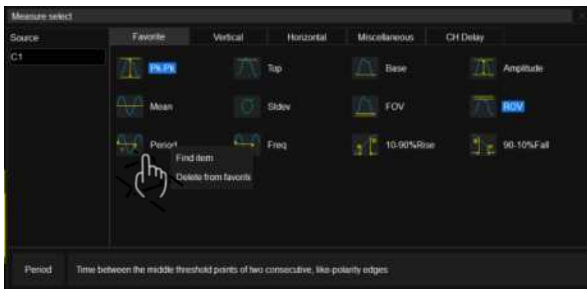 Measure select
Source
Favorite Vertical Horizontal Miscellaneous CH Delay
C1
Pk-Pk Top Base Amplitude
Mean Stdev FOV ROV
Period Freq 10-90%Rise 90-10%Fall
Find item
Delete from favorite
Period Time between the middle threshold points of two consecutive, like-polarity edges